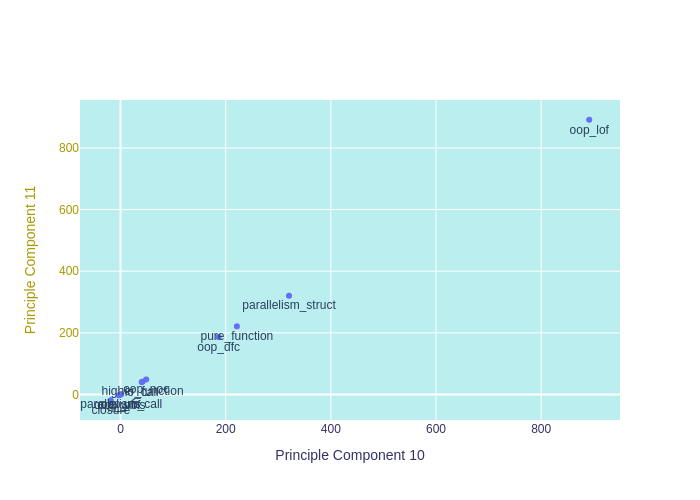 Principle Component 11
800
600
400
200
0
oop_lof
parallelism_struct
pure_function
oop_dfc
closure
0
200
400
600
800
Principle Component 10